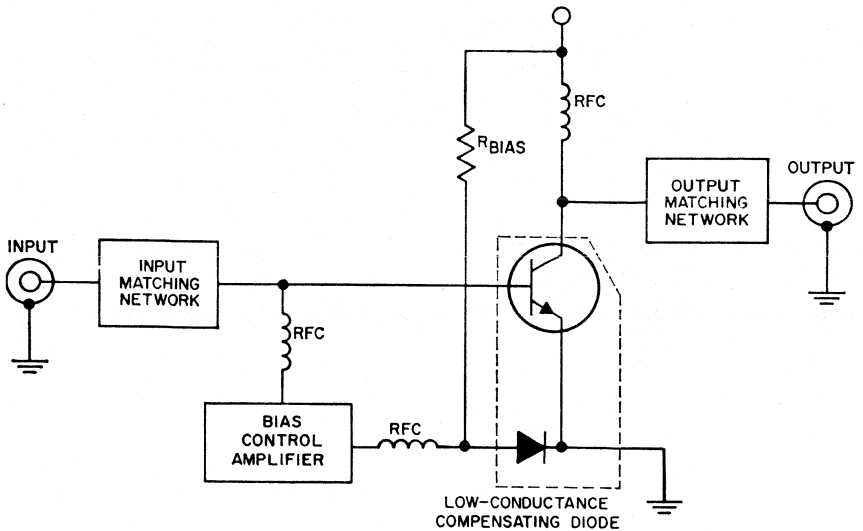 RFC
RBIAS
OUTPUT
OUTPUT
MATCHING
NETWORK
INPUT
INPUT
MATCHING
NETWORK
RFC
BIAS
CONTROL
AMPLIFIER
RFC
LOW-CONDUCTANCE
COMPENSATING DIODE